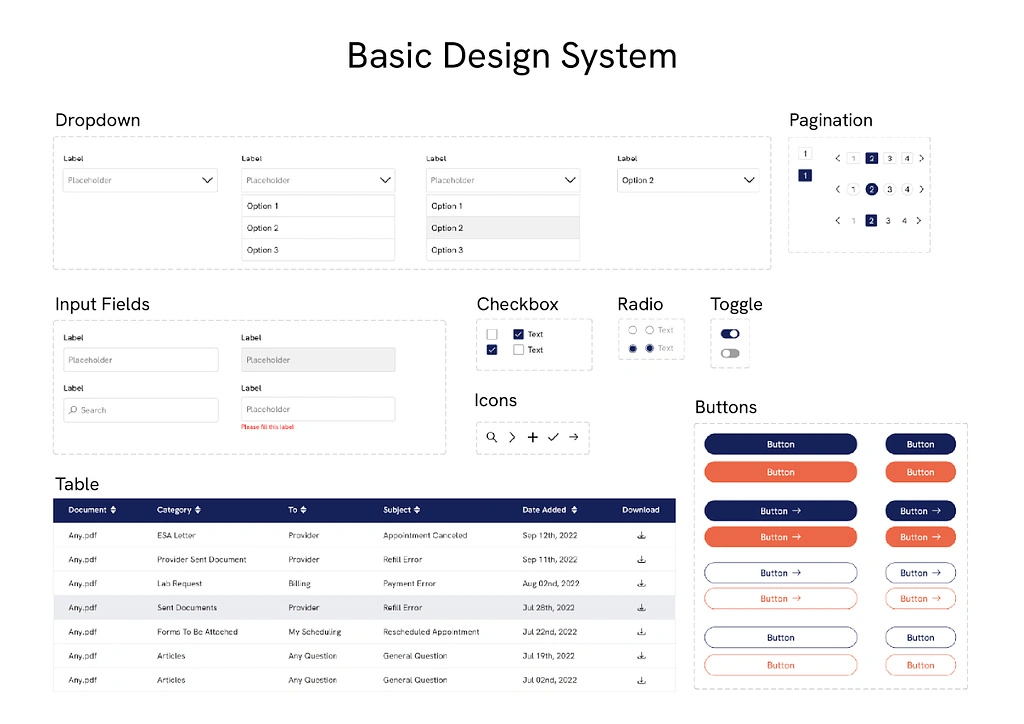 Basic Design System
Dropdown
Label
Placeholder
Label
Placeholder
Option 1
Option 2
Option 3
Label
Placeholder
Option 1
Option 2
Option 3
Label
Option 2
Pagination
1
1
1 2 3 4
1 2 3 4
1 2 3 4
Input Fields
Label
Placeholder
Label
Placeholder
Label
Search
Label
Placeholder
Please fill this label
Checkbox
Text
Text
Radio
Text
Text
Toggle
Icons
Buttons
Button Button
Button Button
Button → Button →
Button → Button →
Button → Button →
Button → Button →
Button Button
Button Button
Table
Document Category To Subject Date Added Download
Any.pdf ESA Letter Provider Appointment Canceled Sep 12th, 2022
Any.pdf Provider Sent Document Provider Refill Error Sep 11th, 2022
Any.pdf Lab Request Billing Payment Error Aug 02nd, 2022
Any.pdf Sent Documents Provider Refill Error Jul 28th, 2022
Any.pdf Forms To Be Attached My Scheduling Rescheduled Appointment Jul 22nd, 2022
Any.pdf Articles Any Question General Question Jul 19th, 2022
Any.pdf Articles Any Question General Question Jul 02nd, 2022